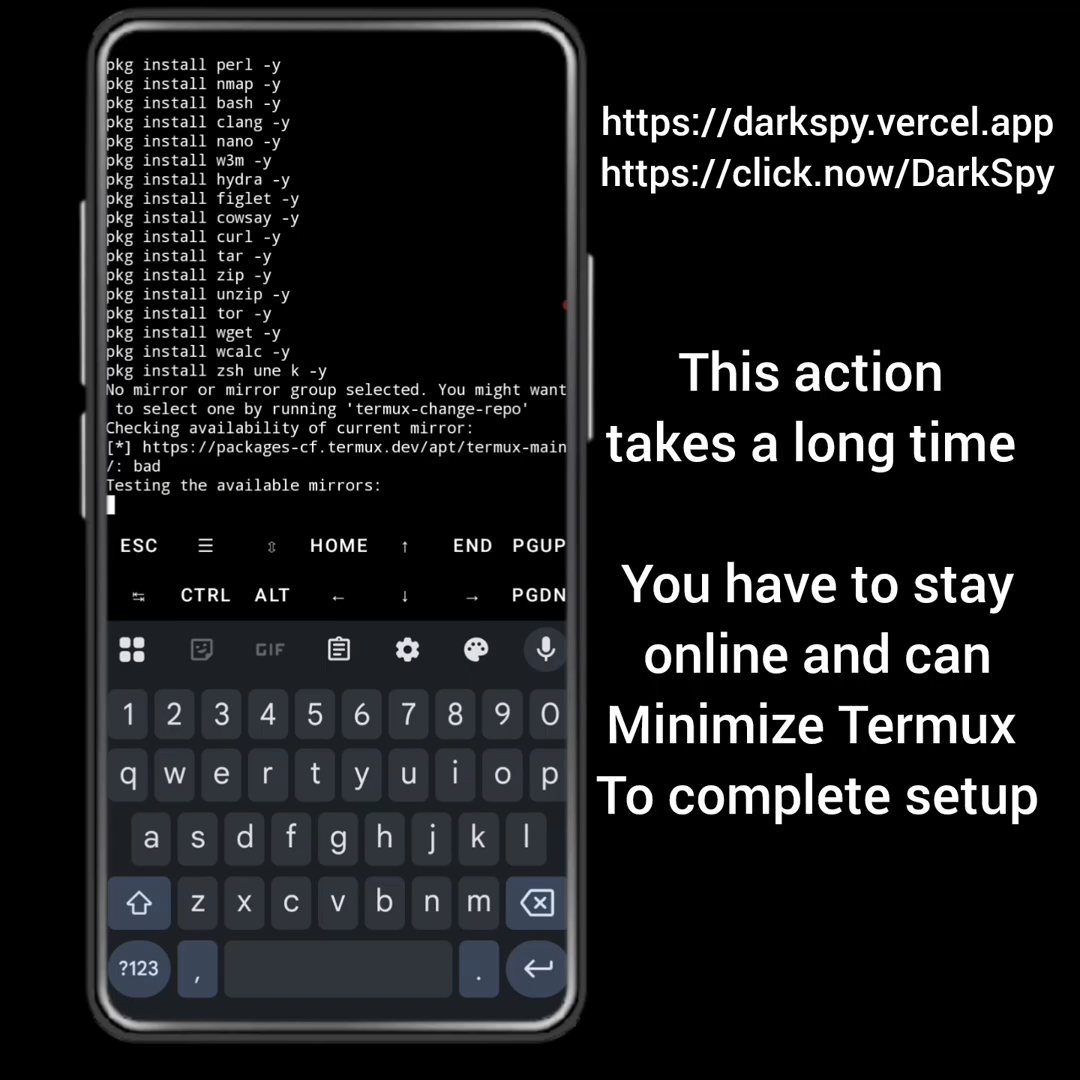 pkg install perl -y
pkg install nmap -y
pkg install bash -y
pkg install clang -y
pkg install nano -y
pkg install w3m -y
pkg install hydra -y
pkg install figlet -y
pkg install cowsay -y
pkg install curl -y
pkg install tar -y
pkg install zip -y
pkg install unzip -y
pkg install tor -y
pkg install wget -y
pkg install wcalc -y
pkg install zsh une k -y
No mirror or mirror group selected. You might want
to select one by running 'termux-change-repo'
Checking availability of current mirror:
[*] https://packages-cf.termux.dev/apt/termux-main
/: bad
Testing the available mirrors:
ESC ☰ ⇳ HOME ↑ END PGUP
↹ CTRL ALT ← ↓ → PGDN
GIF
1 2 3 4 5 6 7 8 9 0
q w e r t y u i o p
a s d f g h j k l
z x c v b n m
?123 , .
https://darkspy.vercel.app
https://click.now/DarkSpy
This action
takes a long time
You have to stay
online and can
Minimize Termux
To complete setup